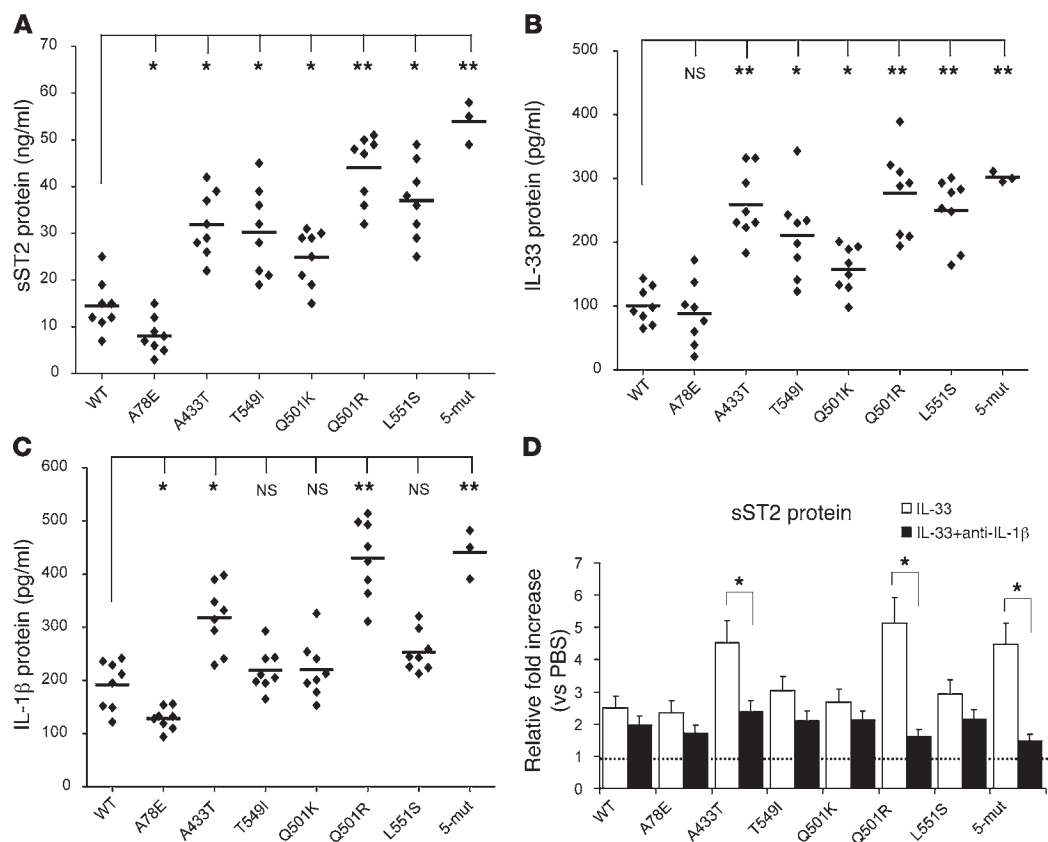 A
70
60
50
40
30
20
10
0
sST2 protein (ng/ml)
* * * * ** * **
WT A78E A433T T549I Q501K Q501R L551S 5-mut
B
500
400
300
200
100
0
IL-33 protein (pg/ml)
NS ** * * ** ** **
WT A78E A433T T549I Q501K Q501R L551S 5-mut
C
600
500
400
300
200
100
0
IL-1β protein (pg/ml)
* * NS NS ** NS **
WT A78E A433T T549I Q501K Q501R L551S 5-mut
D
sST2 protein
IL-33
IL-33+anti-IL-1β
7
6
5
4
3
2
1
0
Relative fold increase
(vs PBS)
* * *
WT A78E A433T T549I Q501K Q501R L551S 5-mut